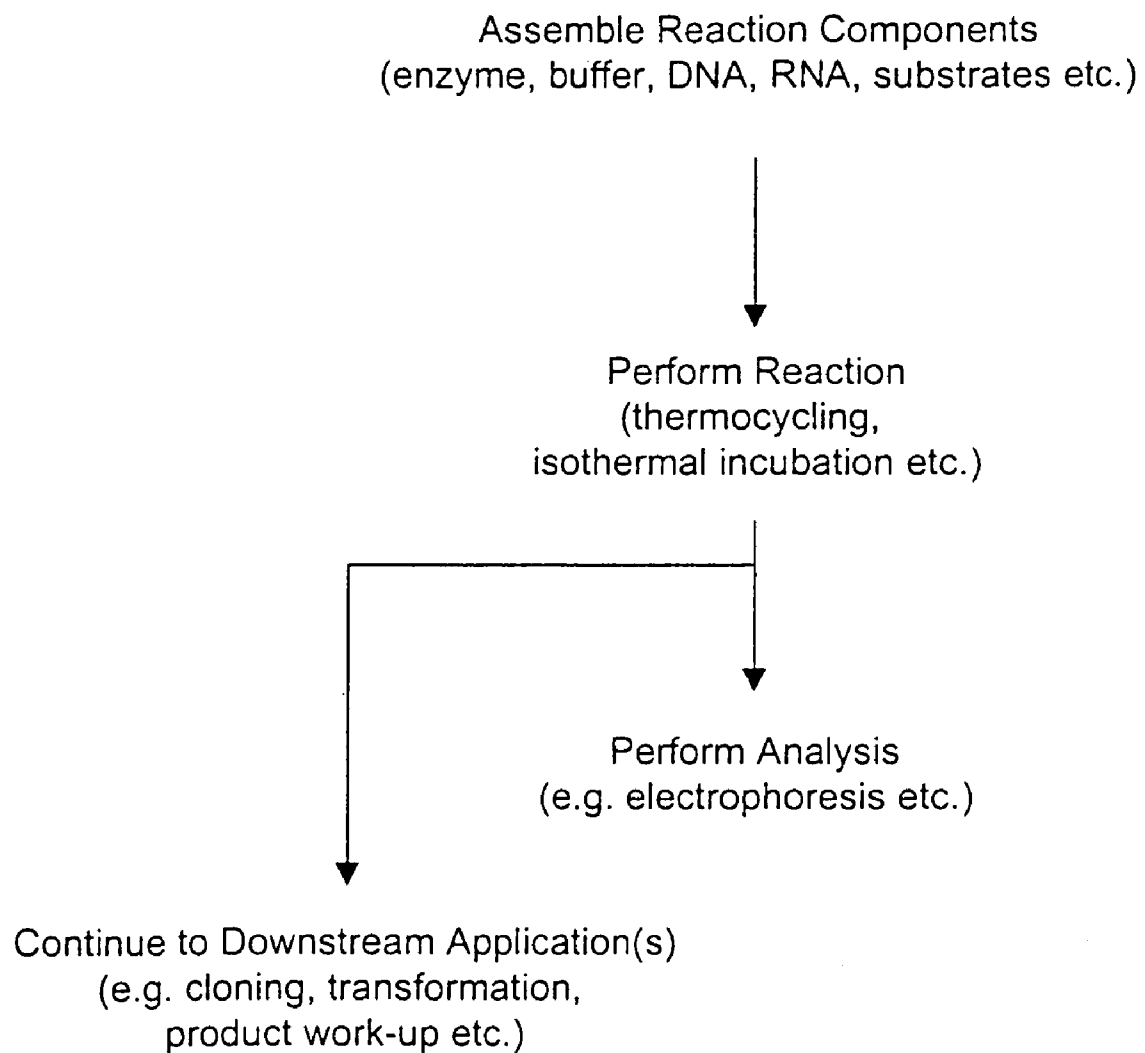 Assemble Reaction Components
(enzyme, buffer, DNA, RNA, substrates etc.)
Perform Reaction
(thermocycling,
isothermal incubation etc.)
Perform Analysis
(e.g. electrophoresis etc.)
Continue to Downstream Application(s)
(e.g. cloning, transformation,
product work-up etc.)